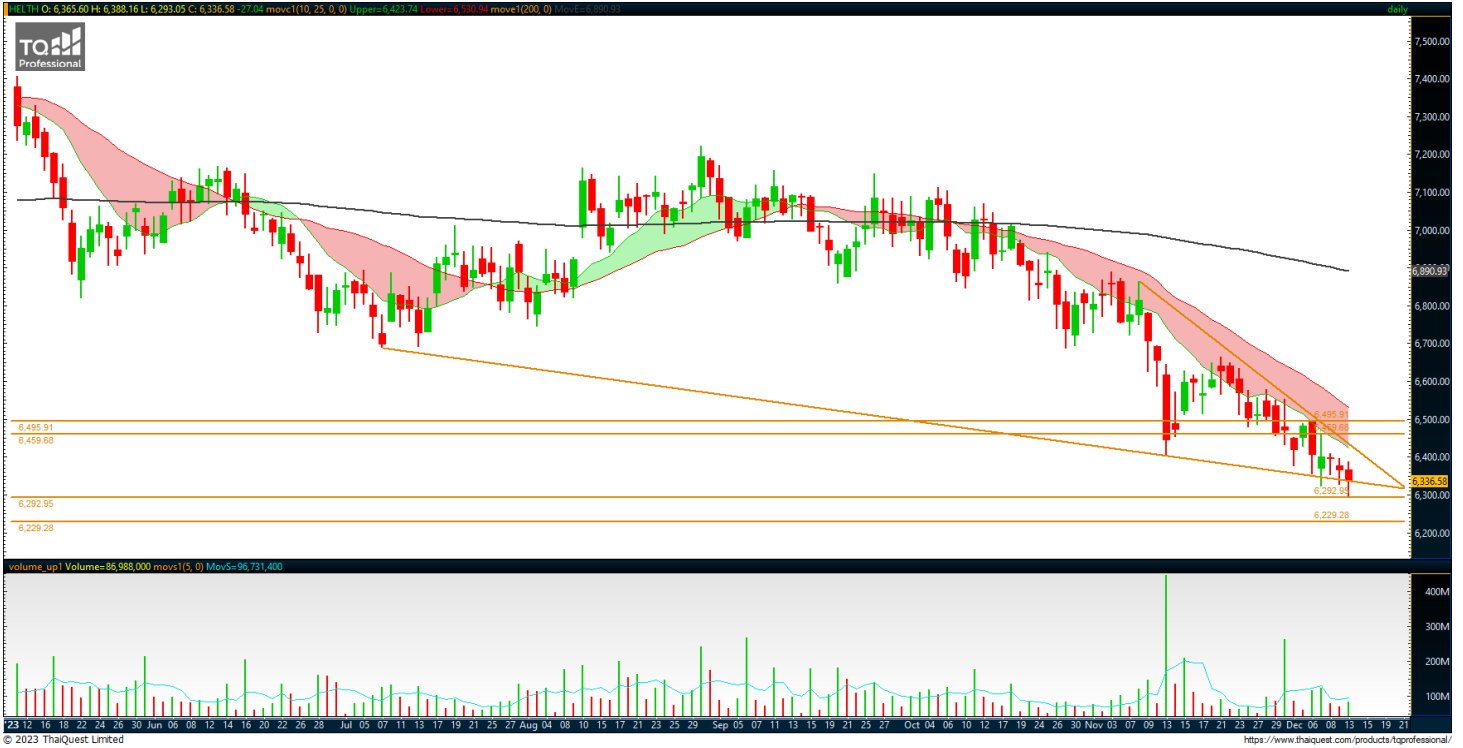 HELTH O: 6,365.60 H: 6,388.16 L: 6,293.05 C: 6,336.58 -27.04 movc1(10, 25, 0, 0) Upper=6,423.74 Lower=6,530.94 move1(200, 0) MovE=6,890.93 daily
TQ
Professional
7,500.00
7,400.00
7,300.00
7,200.00
7,100.00
7,000.00
6,890.93
6,800.00
6,700.00
6,600.00
6,500.00
6,495.91
6,495.91
6,459.68
6,459.68
6,400.00
6,336.58
6,300.00
6,292.95
6,292.95
6,229.28
6,229.28
6,200.00
volume_up1 Volume=86,988,000 movs1(5, 0) MovS=96,731,400
400M
300M
200M
100M
'23 12 16 18 22 24 26 30 Jun 06 08 12 14 16 20 22 26 28 Jul 05 07 11 13 17 19 21 25 27 Aug 04 08 10 15 17 21 23 25 29 Sep 05 07 11 13 15 19 21 25 27 Oct 04 06 10 12 17 19 25 27 30 Nov 03 07 09 13 15 17 21 23 27 29 Dec 06 08 13 15 19 21
© 2023 ThaiQuest Limited https://www.thaiquest.com/products/tqprofessional/